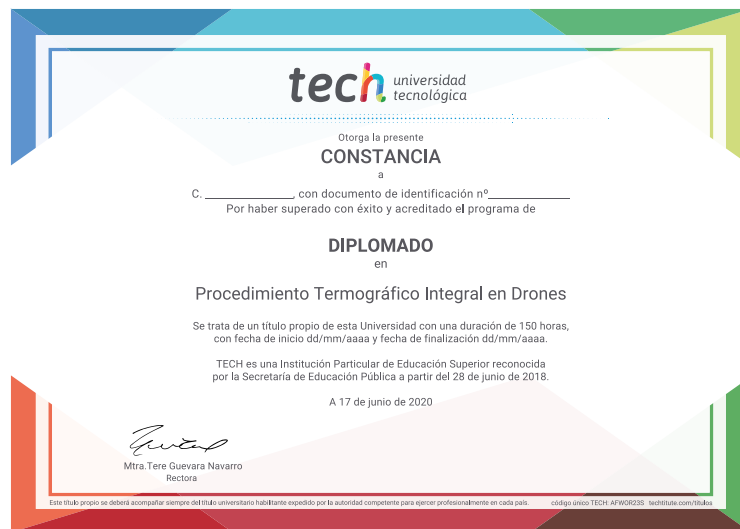 tech universidad
tecnológica
Otorga la presente
CONSTANCIA
a
C. ______________, con documento de identificación nº______________
Por haber superado con éxito y acreditado el programa de
DIPLOMADO
en
Procedimiento Termográfico Integral en Drones
Se trata de un título propio de esta Universidad con una duración de 150 horas,
con fecha de inicio dd/mm/aaaa y fecha de finalización dd/mm/aaaa.
TECH es una Institución Particular de Educación Superior reconocida
por la Secretaría de Educación Pública a partir del 28 de junio de 2018.
A 17 de junio de 2020
Mtra.Tere Guevara Navarro
Rectora
Este título propio se deberá acompañar siempre del título universitario habilitante expedido por la autoridad competente para ejercer profesionalmente en cada país. código único TECH: AFWOR23S techtitute.com/titulos